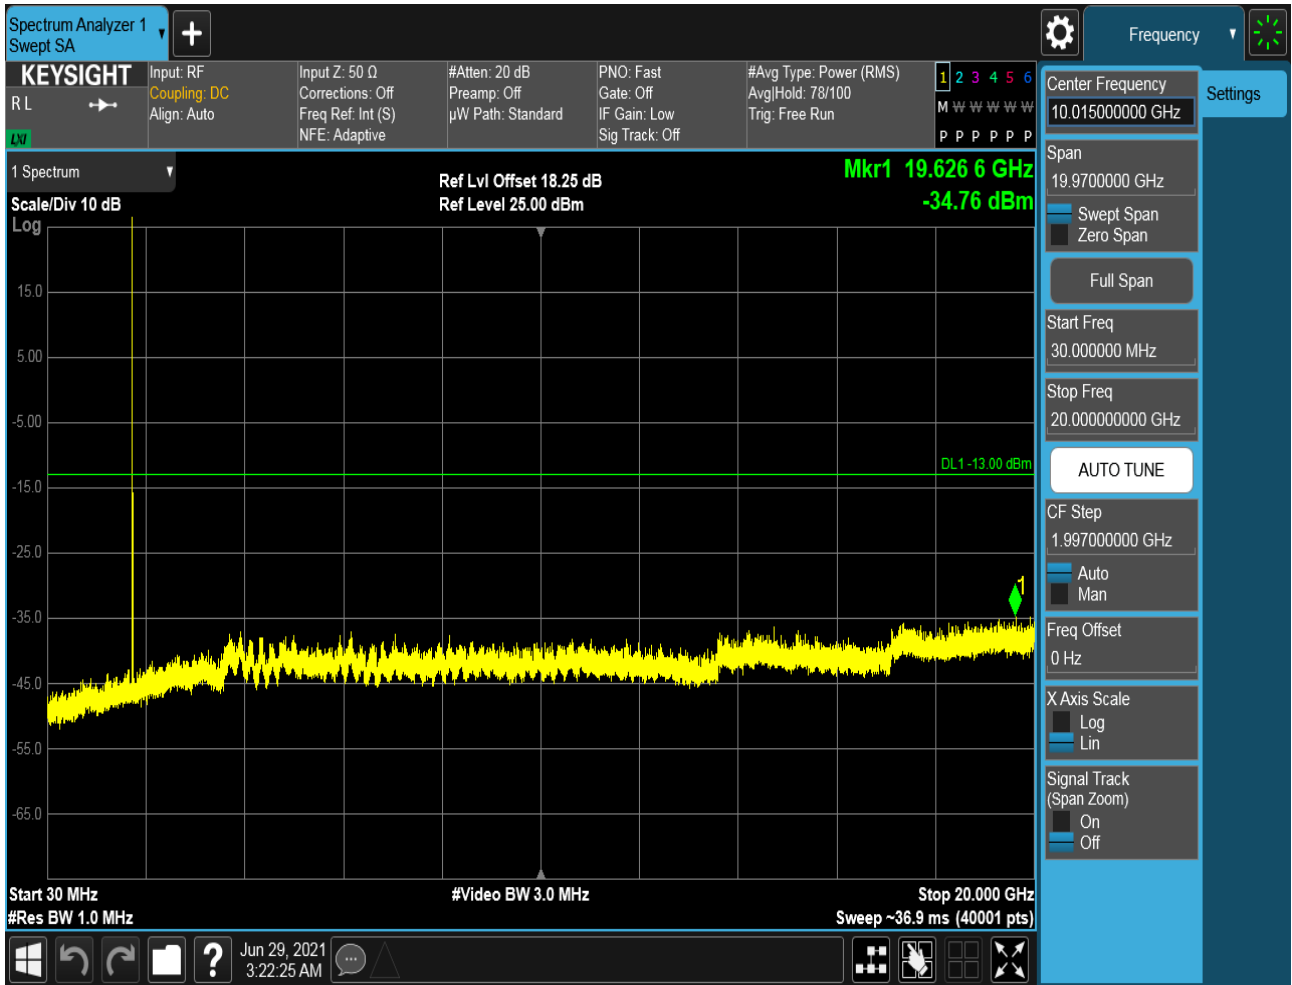 Spectrum Analyzer 1
Swept SA
+
Frequency
KEYSIGHT
R L
LXI
Input: RF
Coupling: DC
Align: Auto
Input Z: 50 Ω
Corrections: Off
Freq Ref: Int (S)
NFE: Adaptive
#Atten: 20 dB
Preamp: Off
µW Path: Standard
PNO: Fast
Gate: Off
IF Gain: Low
Sig Track: Off
#Avg Type: Power (RMS)
Avg|Hold: 78/100
Trig: Free Run
1 2 3 4 5 6
M W W W W W
P P P P P P
1 Spectrum
Scale/Div 10 dB
Log
Ref Lvl Offset 18.25 dB
Ref Level 25.00 dBm
Mkr1 19.626 6 GHz
-34.76 dBm
15.0
5.00
-5.00
DL1 -13.00 dBm
-15.0
-25.0
1
-35.0
-45.0
-55.0
-65.0
Start 30 MHz
#Video BW 3.0 MHz
Stop 20.000 GHz
#Res BW 1.0 MHz
Sweep ~36.9 ms (40001 pts)
?
Jun 29, 2021
3:22:25 AM
Center Frequency
10.015000000 GHz
Settings
Span
19.9700000 GHz
Swept Span
Zero Span
Full Span
Start Freq
30.000000 MHz
Stop Freq
20.000000000 GHz
AUTO TUNE
CF Step
1.997000000 GHz
Auto
Man
Freq Offset
0 Hz
X Axis Scale
Log
Lin
Signal Track
(Span Zoom)
On
Off